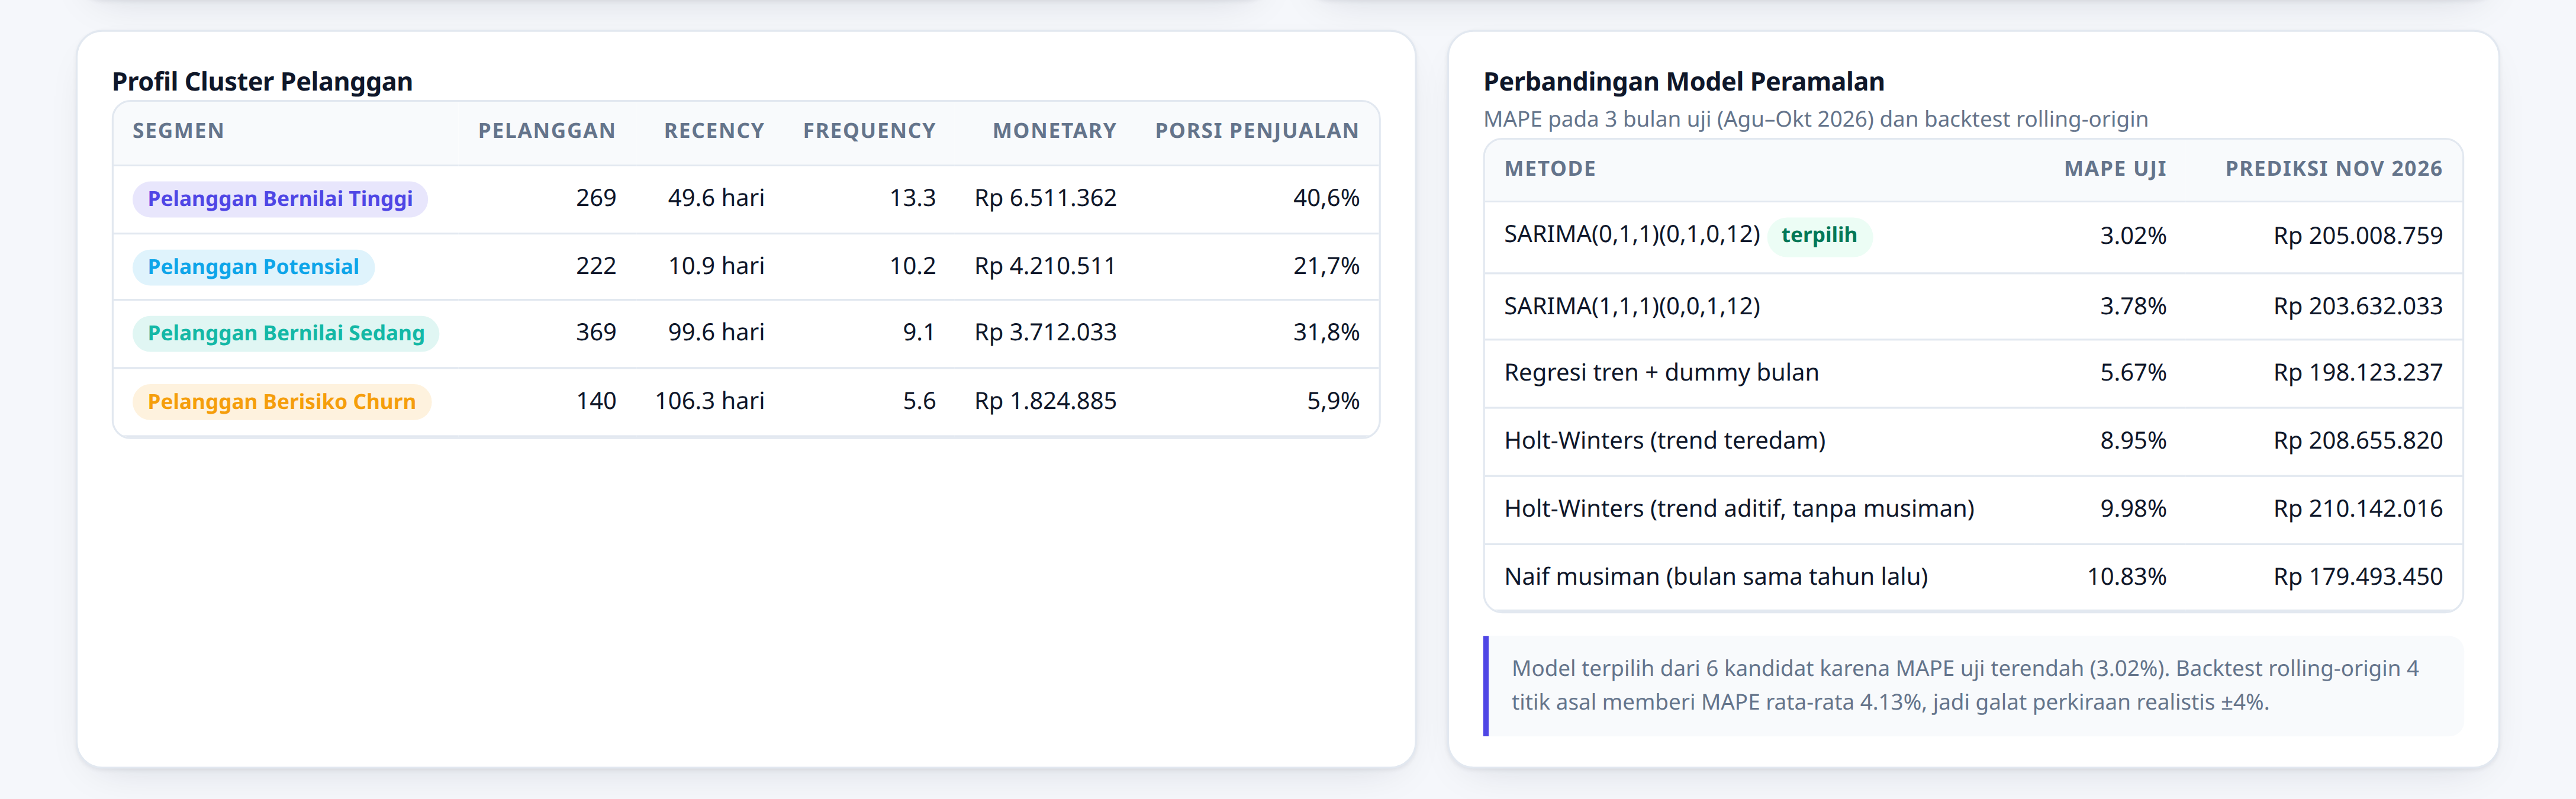 Profil Cluster Pelanggan
SEGMEN PELANGGAN RECENCY FREQUENCY MONETARY PORSI PENJUALAN
Pelanggan Bernilai Tinggi 269 49.6 hari 13.3 Rp 6.511.362 40,6%
Pelanggan Potensial 222 10.9 hari 10.2 Rp 4.210.511 21,7%
Pelanggan Bernilai Sedang 369 99.6 hari 9.1 Rp 3.712.033 31,8%
Pelanggan Berisiko Churn 140 106.3 hari 5.6 Rp 1.824.885 5,9%
Perbandingan Model Peramalan
MAPE pada 3 bulan uji (Agu–Okt 2026) dan backtest rolling-origin
METODE MAPE UJI PREDIKSI NOV 2026
SARIMA(0,1,1)(0,1,0,12) terpilih 3.02% Rp 205.008.759
SARIMA(1,1,1)(0,0,1,12) 3.78% Rp 203.632.033
Regresi tren + dummy bulan 5.67% Rp 198.123.237
Holt-Winters (trend teredam) 8.95% Rp 208.655.820
Holt-Winters (trend aditif, tanpa musiman) 9.98% Rp 210.142.016
Naif musiman (bulan sama tahun lalu) 10.83% Rp 179.493.450
Model terpilih dari 6 kandidat karena MAPE uji terendah (3.02%). Backtest rolling-origin 4
titik asal memberi MAPE rata-rata 4.13%, jadi galat perkiraan realistis ±4%.